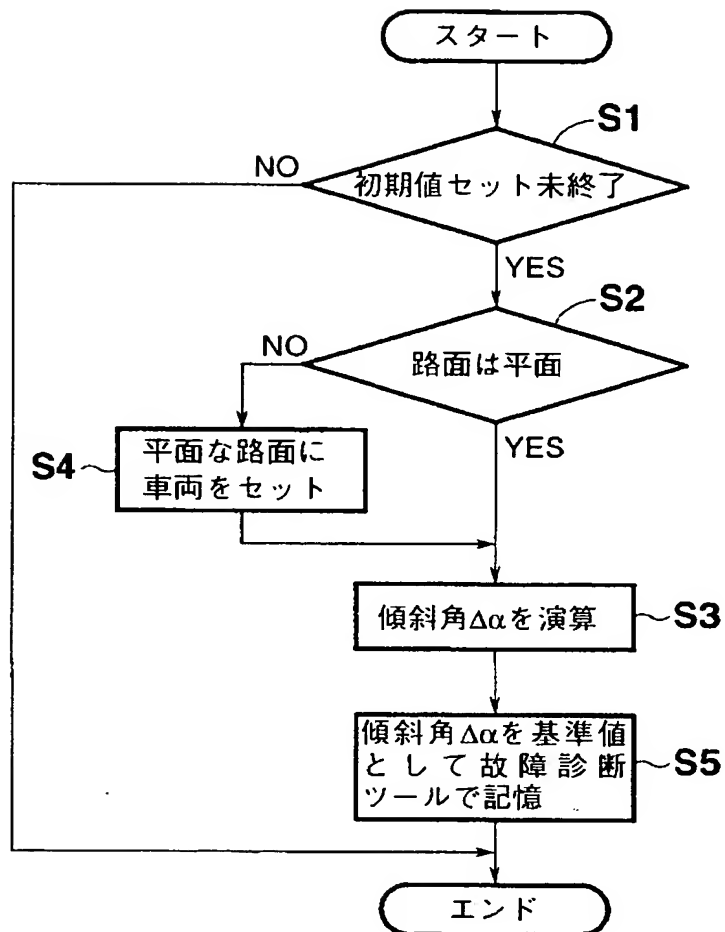 スタート
S1
NO
初期値セット未終了
YES
S2
NO
路面は平面
YES
S4
平面な路面に
車両をセット
傾斜角Δαを演算
S3
傾斜角Δαを基準値
として故障診断
ツールで記憶
S5
エンド